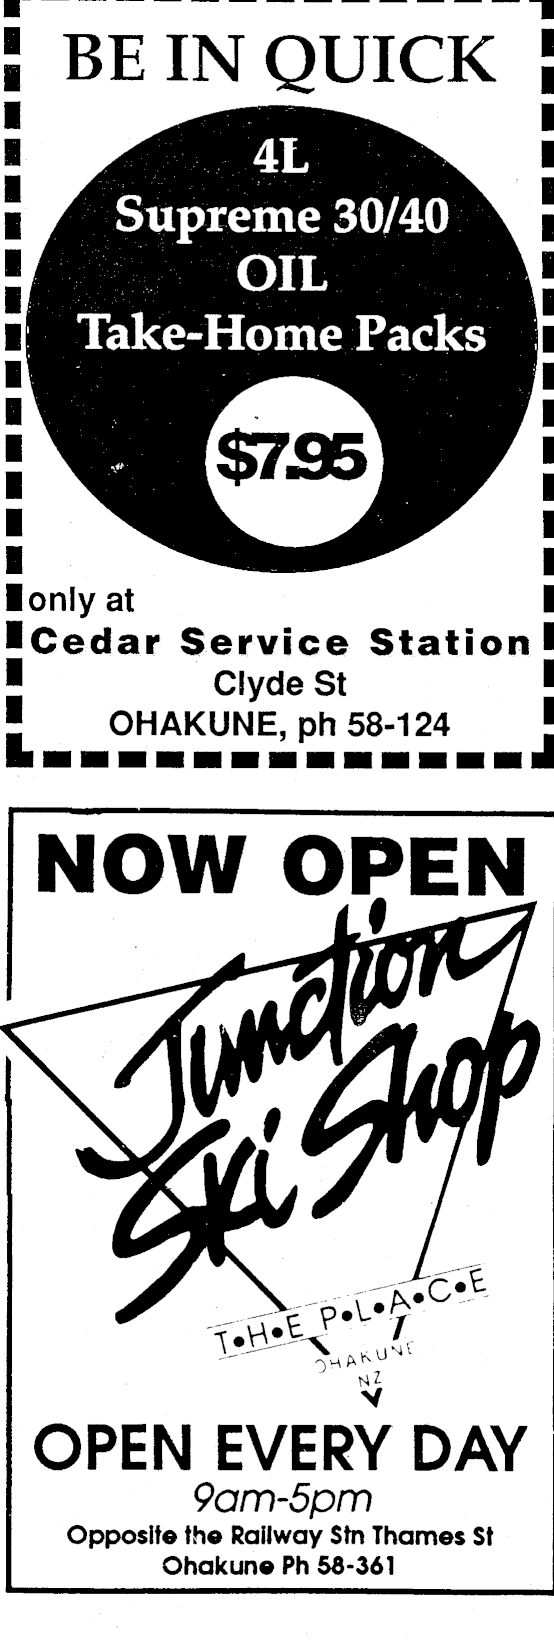 BE IN QUICK
4L
Supreme 30/40
OIL
Take-Home Packs
$7.95
only at
Cedar Service Station
Clyde St
OHAKUNE, ph 58-124
NOW OPEN
Junction
Ski Shop
T•H•E P•L•A•C•E
OHAKUNE
NZ
OPEN EVERY DAY
9am-5pm
Opposite the Railway Stn Thames St
Ohakune Ph 58-361